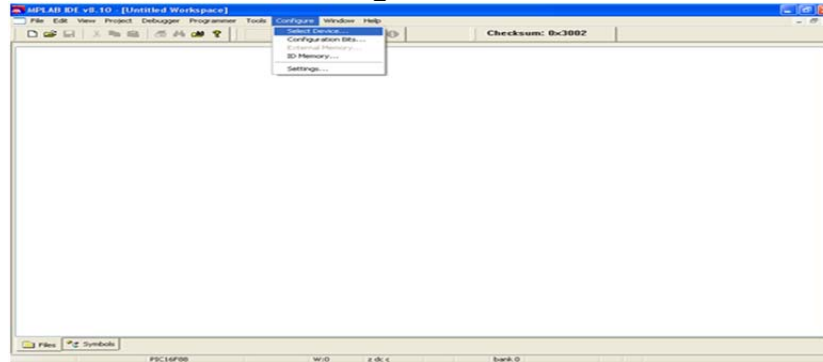 MPLAB IDE v8.10 - [Untitled Workspace]
File Edit View Project Debugger Programmer Tools Configure Window Help
Checksum: 0x3002
Select Device...
Configuration Bits...
External Memory...
ID Memory...
Settings...
Files Symbols
PIC16F88 W:0 z dc c bank 0